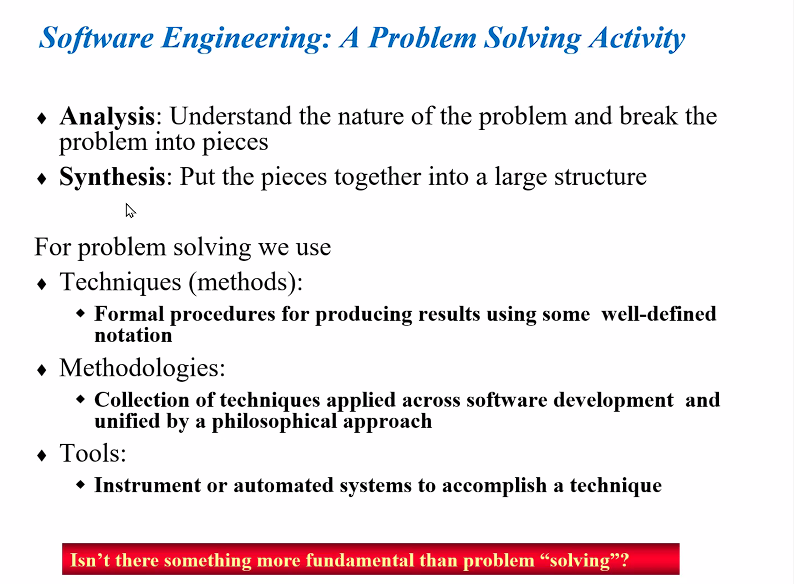 Software Engineering: A Problem Solving Activity
♦ Analysis: Understand the nature of the problem and break the
problem into pieces
♦ Synthesis: Put the pieces together into a large structure
For problem solving we use
♦ Techniques (methods):
◆ Formal procedures for producing results using some well-defined
notation
♦ Methodologies:
◆ Collection of techniques applied across software development and
unified by a philosophical approach
♦ Tools:
◆ Instrument or automated systems to accomplish a technique
Isn’t there something more fundamental than problem “solving”?